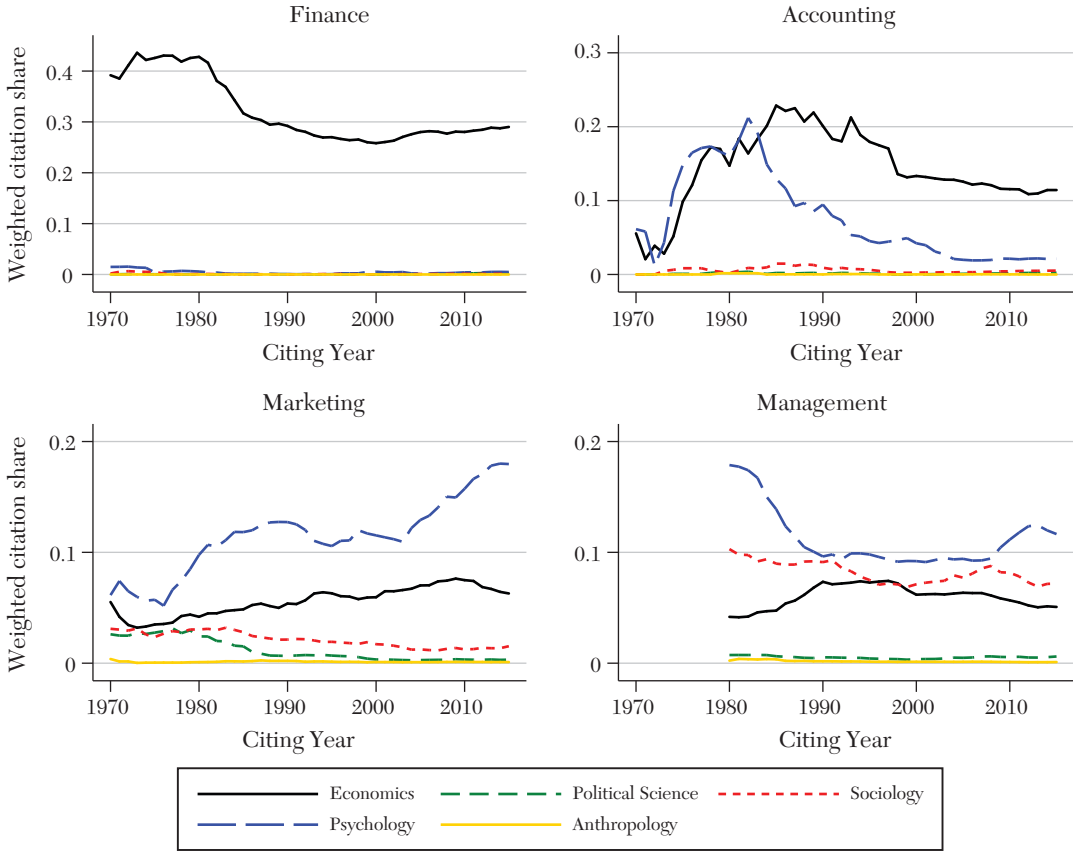 Finance
Weighted citation share
0.4
0.3
0.2
0.1
0
1970 1980 1990 2000 2010
Citing Year
Accounting
0.3
0.2
0.1
0
1970 1980 1990 2000 2010
Citing Year
Marketing
Weighted citation share
0.2
0.1
0
1970 1980 1990 2000 2010
Citing Year
Management
0.2
0.1
0
1970 1980 1990 2000 2010
Citing Year
Economics Political Science Sociology
Psychology Anthropology